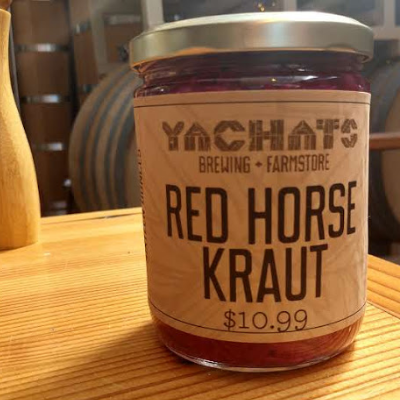 YACHATS
BREWING + FARMSTORE
RED HORSE
KRAUT
$10.99